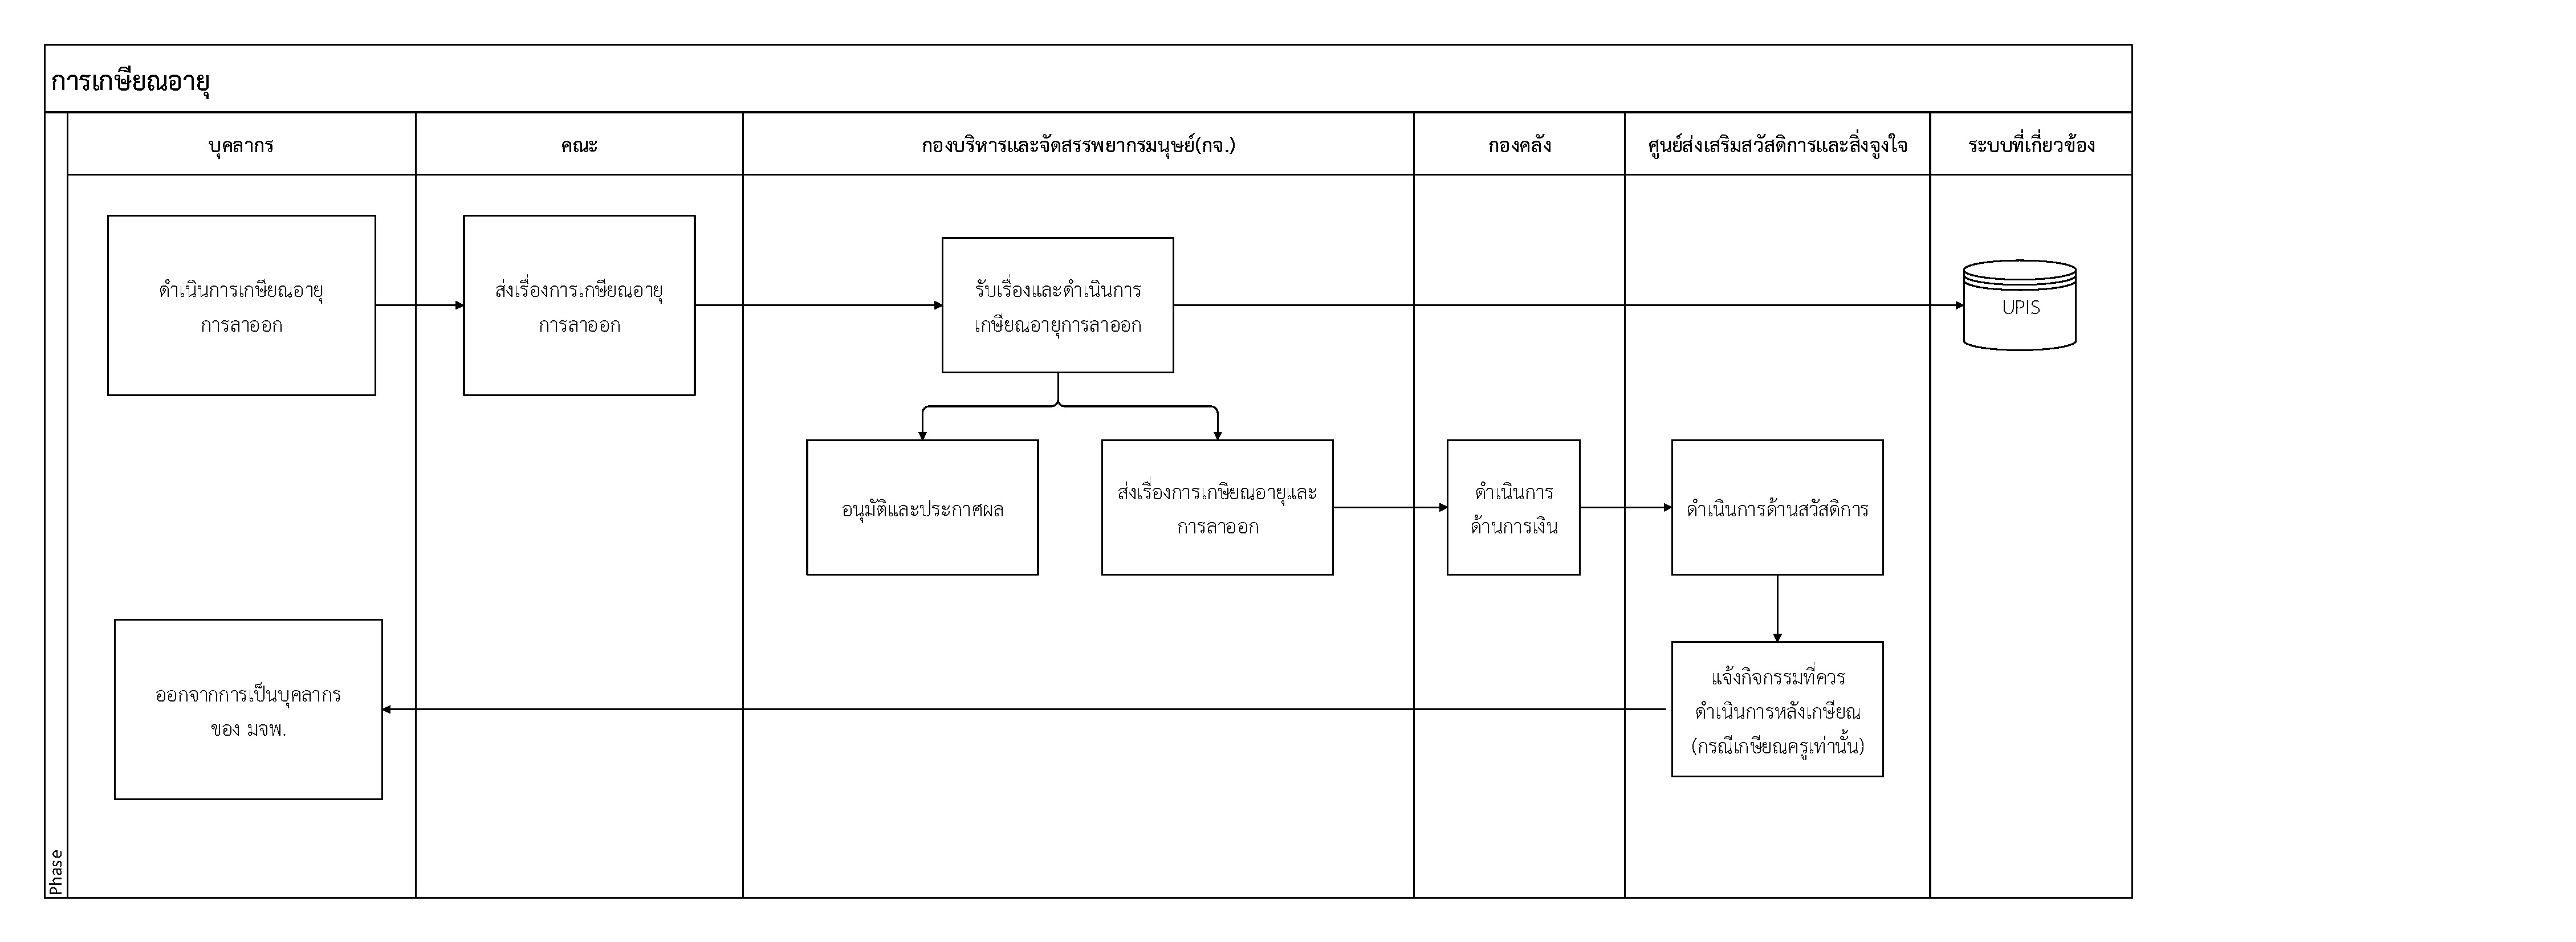 การเกษียณอายุ
บุคลากร
คณะ
กองบริหารและจัดสรรพยากรมนุษย์(กจ.)
กองคลัง
ศูนย์ส่งเสริมสวัสดิการและสิ่งจูงใจ
ระบบที่เกี่ยวข้อง
ดำเนินการเกษียณอายุ
การลาออก
ส่งเรื่องการเกษียณอายุ
การลาออก
รับเรื่องและดำเนินการ
เกษียณอายุการลาออก
UPIS
อนุมัติและประกาศผล
ส่งเรื่องการเกษียณอายุและ
การลาออก
ดำเนินการ
ด้านการเงิน
ดำเนินการด้านสวัสดิการ
แจ้งกิจกรรมที่ควร
ดำเนินการหลังเกษียณ
(กรณีเกษียณครูเท่านั้น)
ออกจากการเป็นบุคลากร
ของ มจพ.
Phase